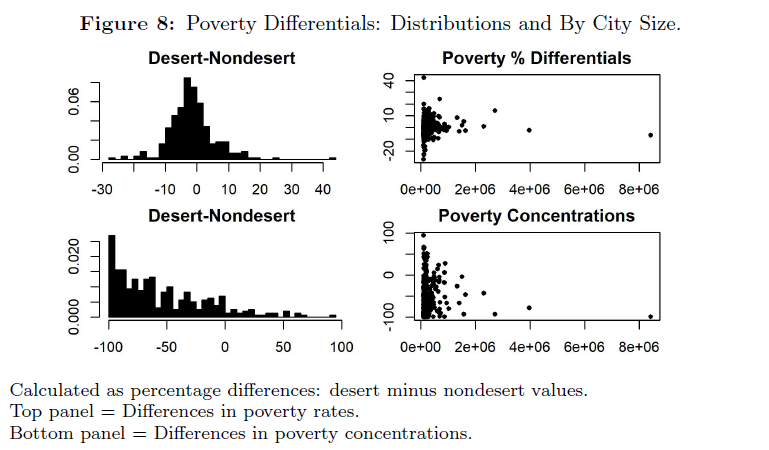 Figure 8: Poverty Differentials: Distributions and By City Size.
Desert-Nondesert
0.00 0.06
-30 -10 0 10 20 30 40
Poverty % Differentials
-20 10 40
0e+00 2e+06 4e+06 6e+06 8e+06
Desert-Nondesert
0.000 0.020
-100 -50 0 50 100
Poverty Concentrations
-100 0 100
0e+00 2e+06 4e+06 6e+06 8e+06
Calculated as percentage differences: desert minus nondesert values.
Top panel = Differences in poverty rates.
Bottom panel = Differences in poverty concentrations.